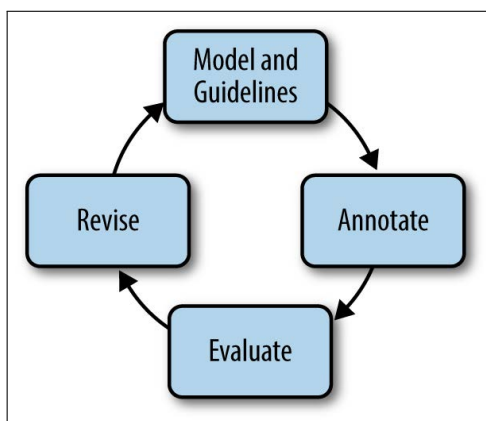 Model and
Guidelines
Annotate
Evaluate
Revise